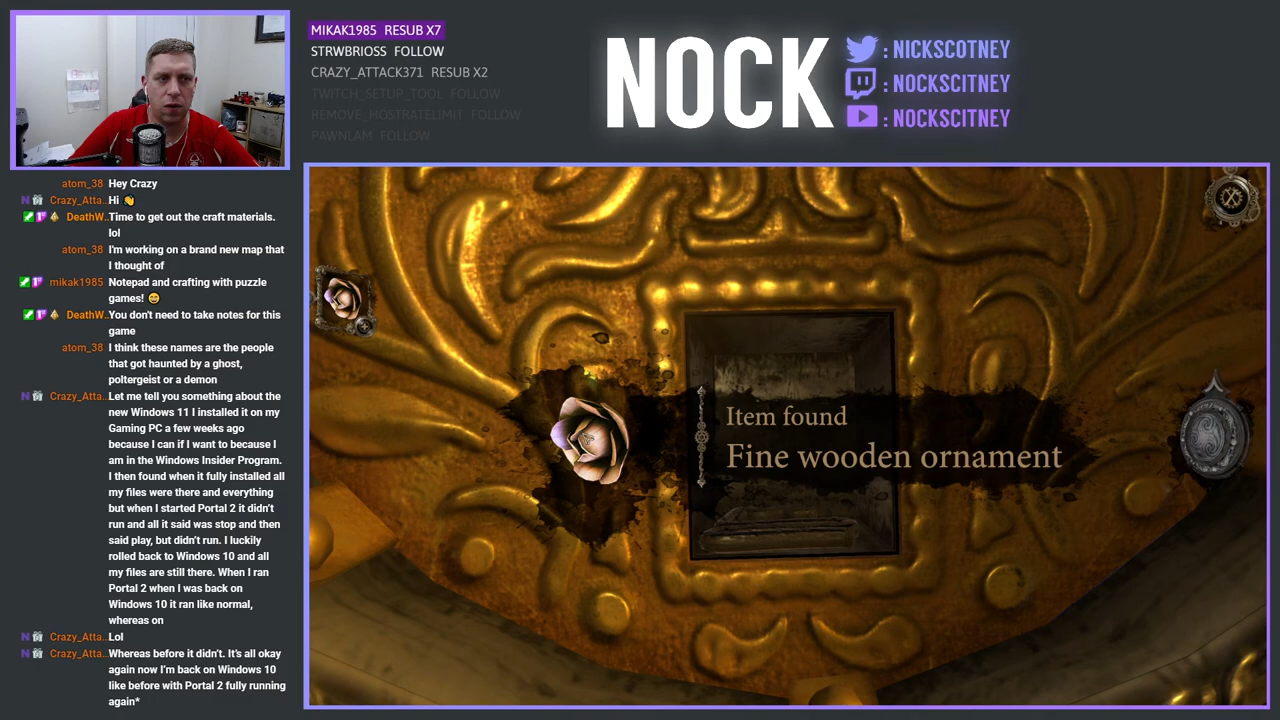 MIKAK1985 RESUB X7
STRWBRIOSS FOLLOW
CRAZY_ATTACK371 RESUB X2
TWITCH_SETUP_TOOL FOLLOW
REMOVE_HOSTRATELIMIT FOLLOW
PAWNLAM FOLLOW
NOCK
: NICKSCOTNEY
: NOCKSCITNEY
: NOCKSCITNEY
atom_38 Hey Crazy
N Crazy_Atta.. Hi 👋
DeathW.. Time to get out the craft materials.
lol
atom_38 I'm working on a brand new map that
I thought of
mikak1985 Notepad and crafting with puzzle
games! 😄
DeathW.. You don't need to take notes for this
game
atom_38 I think these names are the people
that got haunted by a ghost,
poltergeist or a demon
N Crazy_Atta.. Let me tell you something about the
new Windows 11 I installed it on my
Gaming PC a few weeks ago
because I can if I want to because I
am in the Windows Insider Program.
I then found when it fully installed all
my files were there and everything
but when I started Portal 2 it didn't
run and all it said was stop and then
said play, but didn't run. I luckily
rolled back to Windows 10 and all
my files are still there. When I ran
Portal 2 when I was back on
Windows 10 it ran like normal,
whereas on
N Crazy_Atta.. Lol
N Crazy_Atta.. Whereas before it didn't. It's all okay
again now I'm back on Windows 10
like before with Portal 2 fully running
again*
Item found
Fine wooden ornament